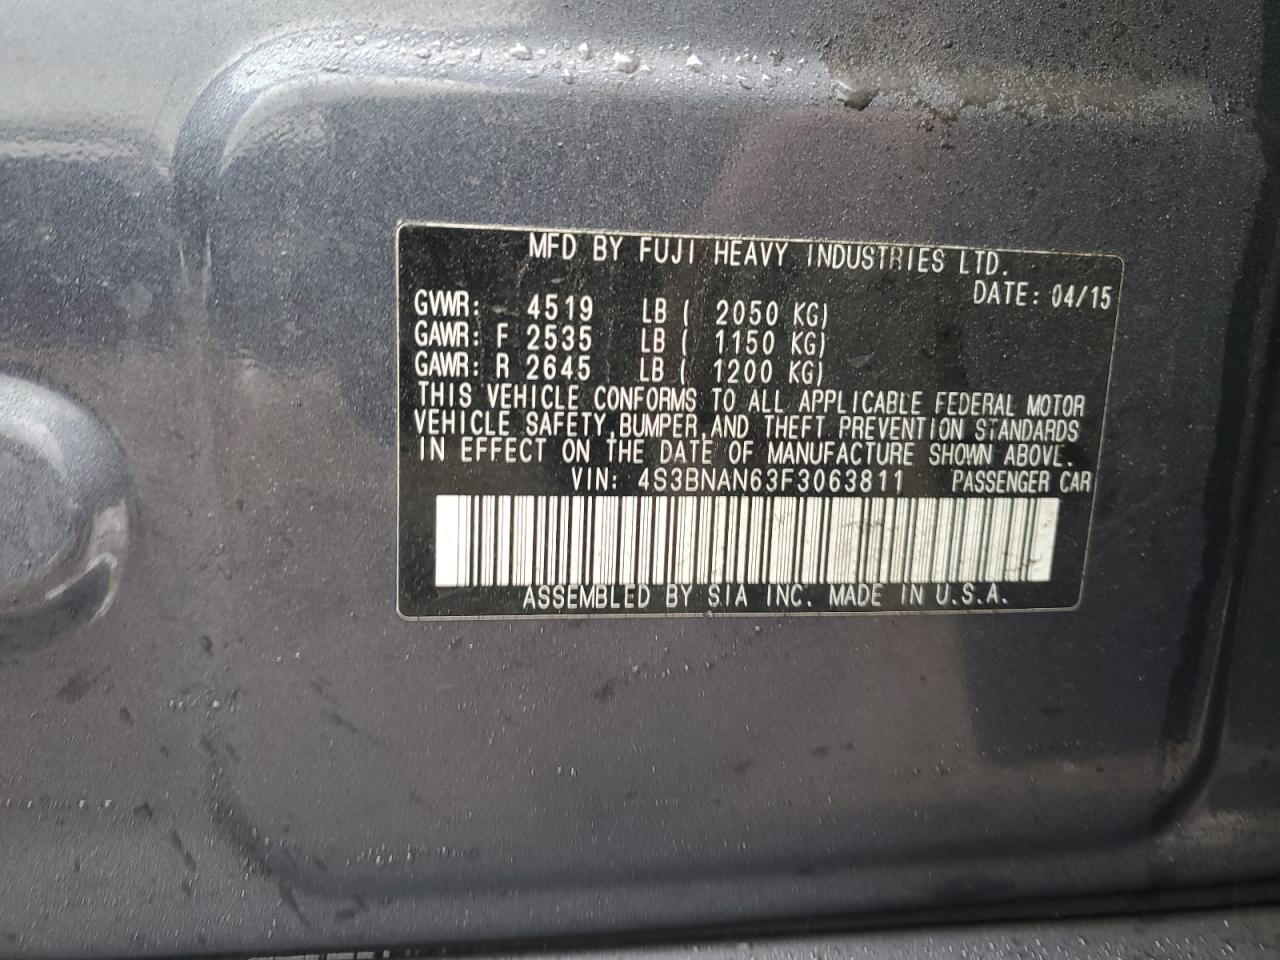 MFD BY FUJI HEAVY INDUSTRIES LTD.
DATE: 04/15
GVWR: 4519 LB ( 2050 KG)
GAWR: F 2535 LB ( 1150 KG)
GAWR: R 2645 LB ( 1200 KG)
THIS VEHICLE CONFORMS TO ALL APPLICABLE FEDERAL MOTOR
VEHICLE SAFETY,BUMPER,AND THEFT PREVENTION STANDARDS
IN EFFECT ON THE DATE OF MANUFACTURE SHOWN ABOVE.
VIN: 4S3BNAN63F3063811 PASSENGER CAR
ASSEMBLED BY SIA INC. MADE IN U.S.A.